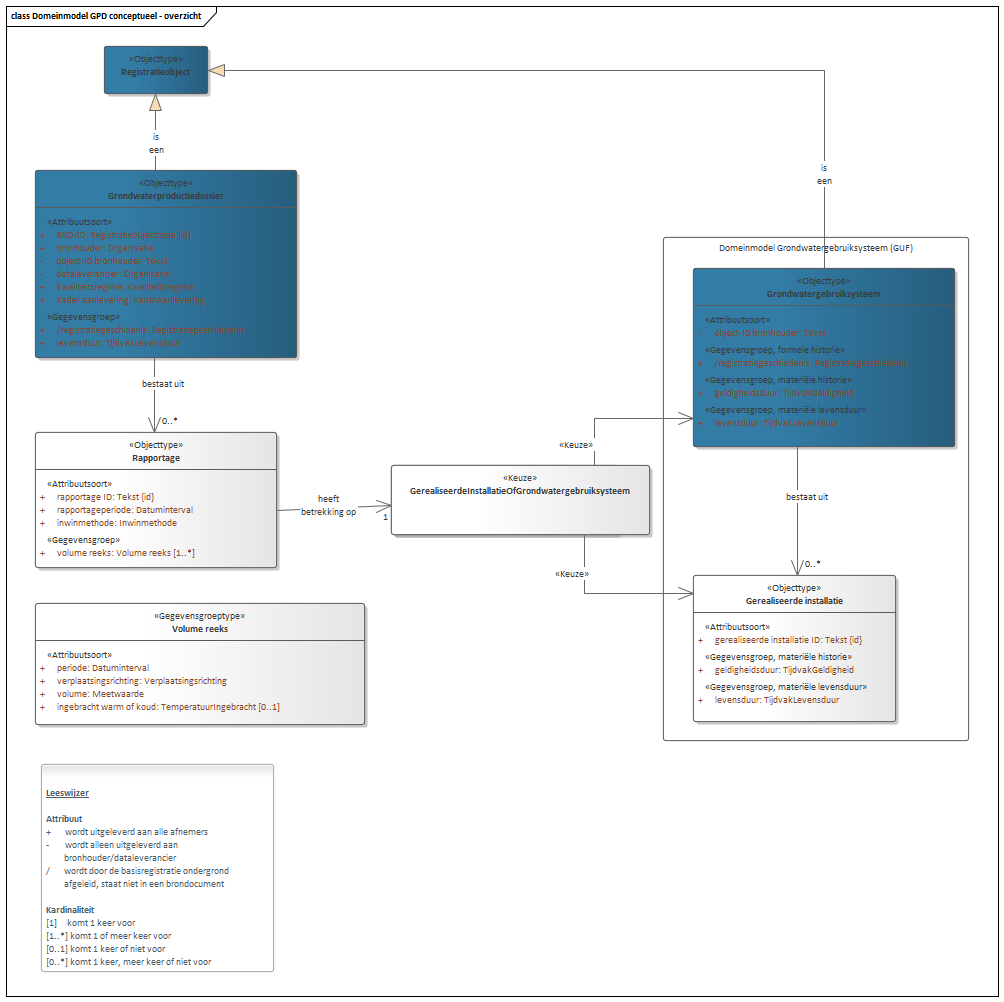 class Domeinmodel GPD conceptueel - overzicht
«Objecttype»
Registratieobject
is
een
is
een
«Objecttype»
Grondwaterproductiedossier
«Attribuutsoort»
+ BRO-ID: Registratieobjectcode {id}
+ bronhouder: Organisatie
- object-ID bronhouder: Tekst
- dataleverancier: Organisatie
+ kwaliteitsregime: Kwaliteitsregime
+ kader aanlevering: KaderAanlevering
«Gegevensgroep»
+ /registratiegeschidenis: Registratiegeschiedenis
+ levensduur: TijdvakLevensduur
bestaat uit
0..*
«Objecttype»
Rapportage
«Attribuutsoort»
+ rapportage ID: Tekst {id}
+ rapportageperiode: Datuminterval
+ inwinmethode: Inwinmethode
«Gegevensgroep»
+ volume reeks: Volume reeks [1..*]
heeft
betrekking op
1
«Keuze»
GerealiseerdeInstallatieOfGrondwatergebruiksysteem
«Keuze»
«Keuze»
Domeinmodel Grondwatergebruiksysteem (GUF)
«Objecttype»
Grondwatergebruiksysteem
«Attribuutsoort»
- object-ID bronhouder: Tekst
«Gegevensgroep, formele historie»
+ /registratiegeschiedenis: Registratiegeschiedenis
«Gegevensgroep, materiële historie»
+ geldigheidsduur: TijdvakGeldigheid
«Gegevensgroep, materiële levensduur»
+ levensduur: TijdvakLevensduur
bestaat uit
0..*
«Objecttype»
Gerealiseerde installatie
«Attribuutsoort»
+ gerealiseerde installatie ID: Tekst {id}
«Gegevensgroep, materiële historie»
+ geldigheidsduur: TijdvakGeldigheid
«Gegevensgroep, materiële levensduur»
+ levensduur: TijdvakLevensduur
«Gegevensgroeptype»
Volume reeks
«Attribuutsoort»
+ periode: Datuminterval
+ verplaatsingsrichting: Verplaatsingsrichting
+ volume: Meetwaarde
+ ingebracht warm of koud: TemperatuurIngebracht [0..1]
Leeswijzer
Attribuut
+ wordt uitgeleverd aan alle afnemers
- wordt alleen uitgeleverd aan
bronhouder/dataleverancier
/ wordt door de basisregistratie ondergrond
afgeleid, staat niet in een brondocument
Kardinaliteit
[1] komt 1 keer voor
[1..*] komt 1 of meer keer voor
[0..1] komt 1 keer of niet voor
[0..*] komt 1 keer, meer keer of niet voor